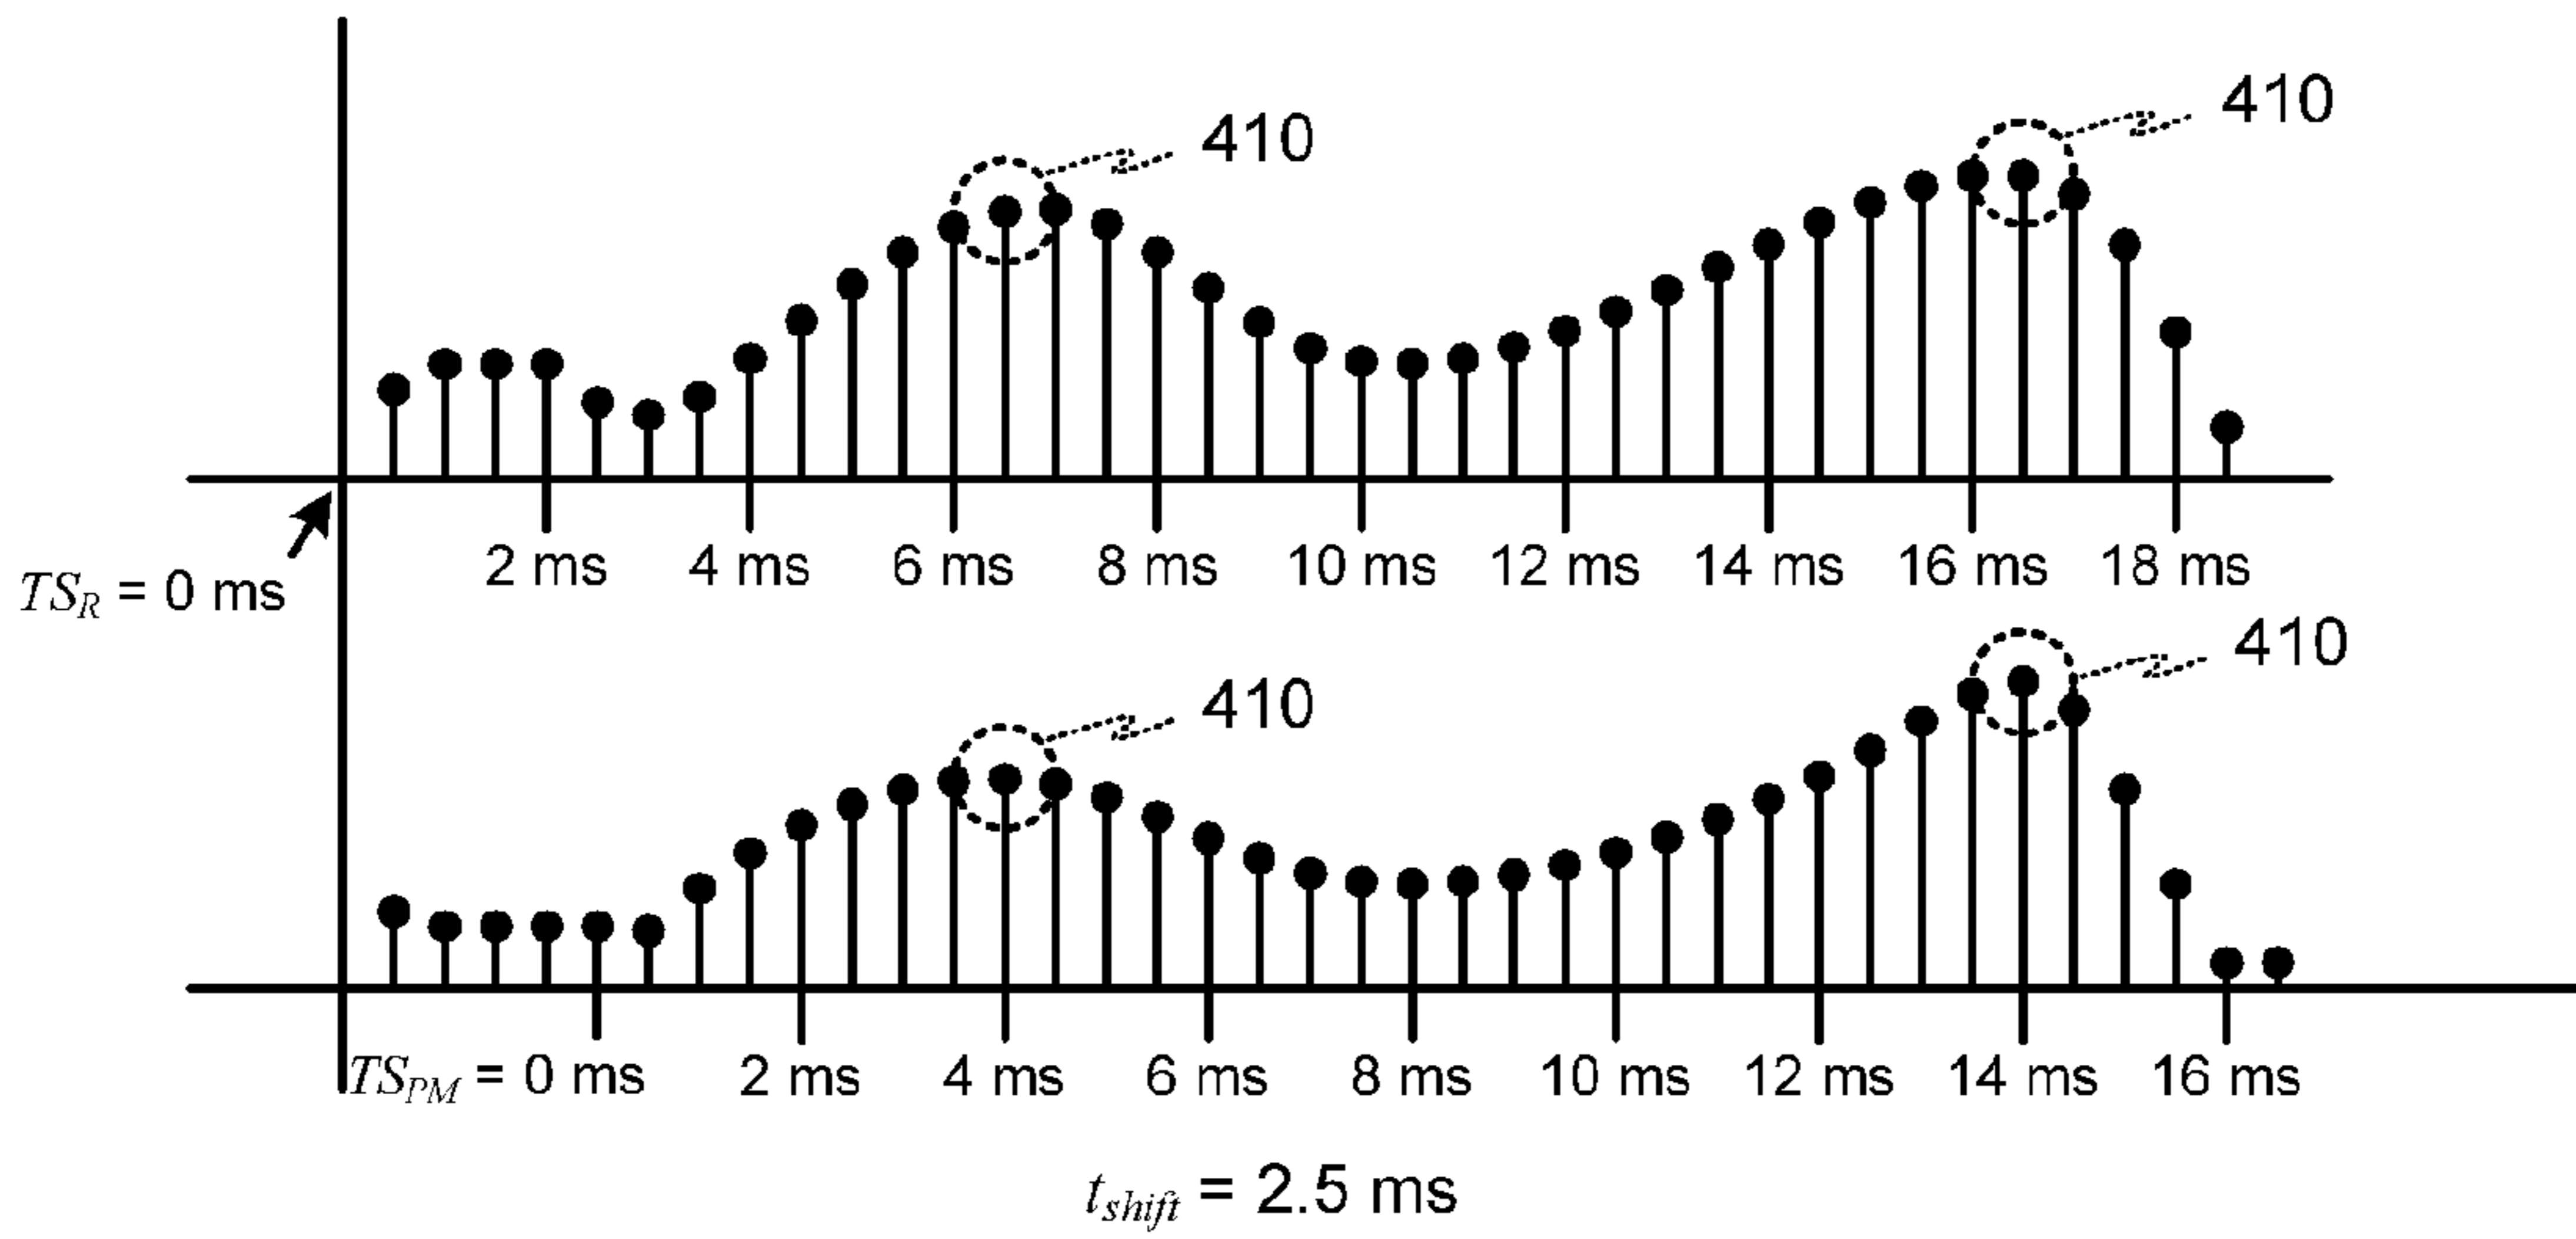 410
410
2 ms 4 ms 6 ms 8 ms 10 ms 12 ms 14 ms 16 ms 18 ms
TS_R = 0 ms
410
410
TS_PM = 0 ms 2 ms 4 ms 6 ms 8 ms 10 ms 12 ms 14 ms 16 ms
t_shift = 2.5 ms